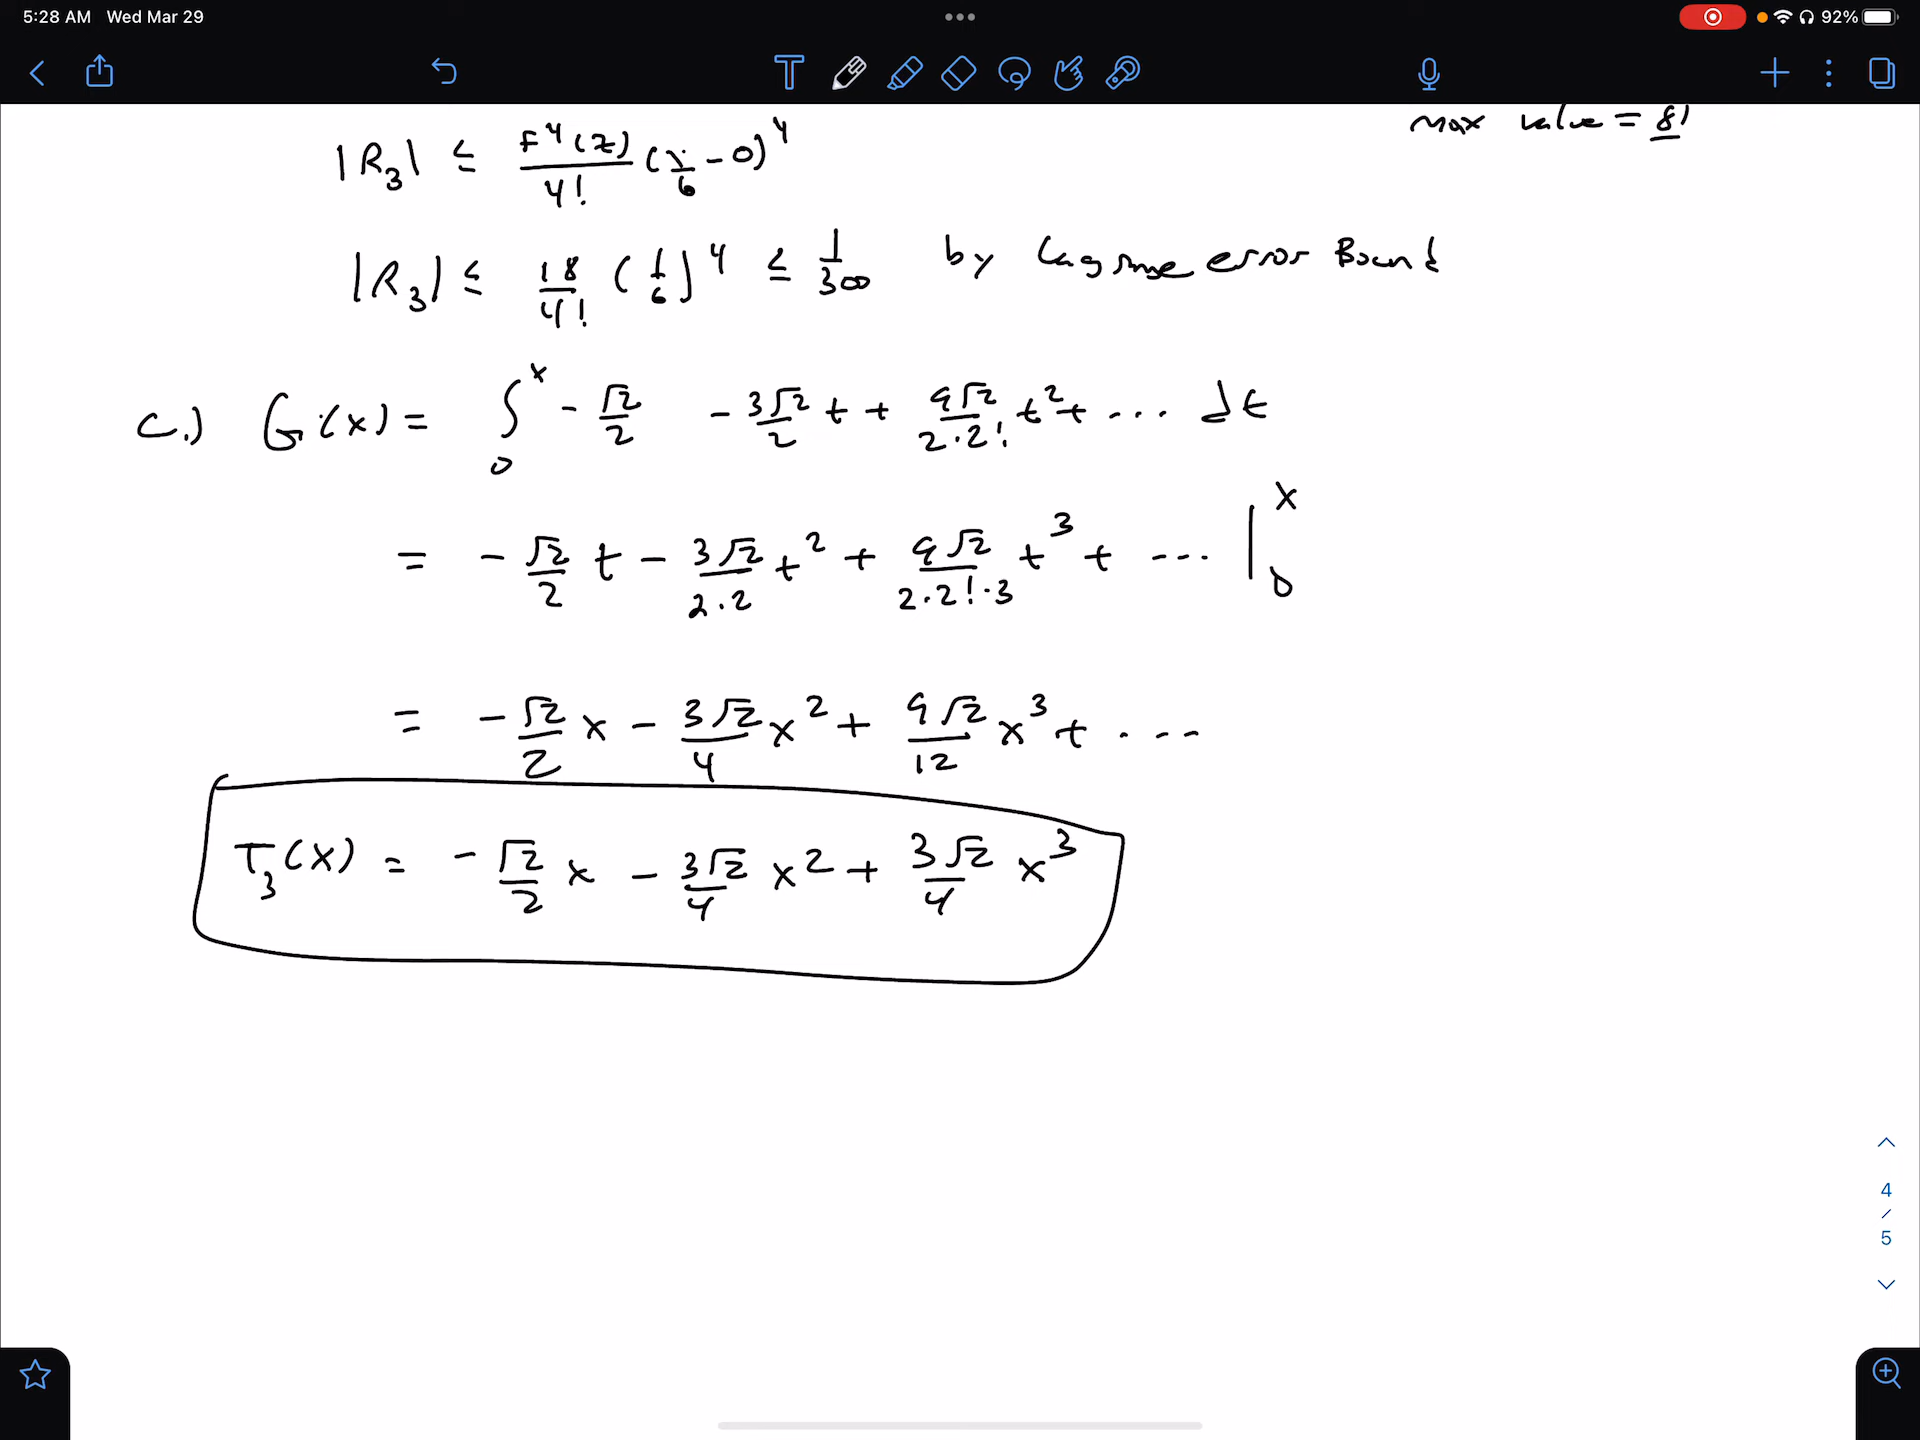 5:28 AM Wed Mar 29
92%
max value = 81
|R₃| ≤ F⁴(z)/4! (1/6 - 0)⁴
|R₃| ≤ 18/4! (1/6)⁴ ≤ 1/300 by Lagrange error Bound
c.) G(x) = ∫₀ˣ - √2/2 - 3√2/2 t + 9√2/(2·2!) t² + ... dt
= - √2/2 t - 3√2/(2·2) t² + 9√2/(2·2!·3) t³ + ... |₀ˣ
= - √2/2 x - 3√2/4 x² + 9√2/12 x³ + ...
T₃(x) = - √2/2 x - 3√2/4 x² + 3√2/4 x³
4
/
5